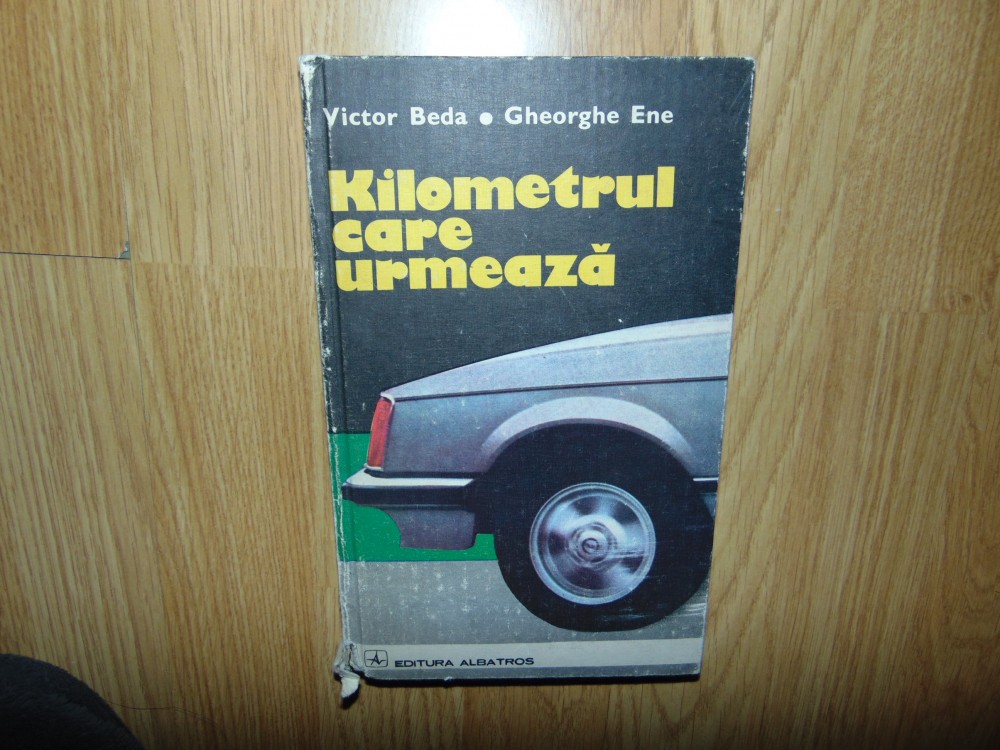 Victor Beda • Gheorghe Ene
Kilometrul
care
urmează
EDITURA ALBATROS